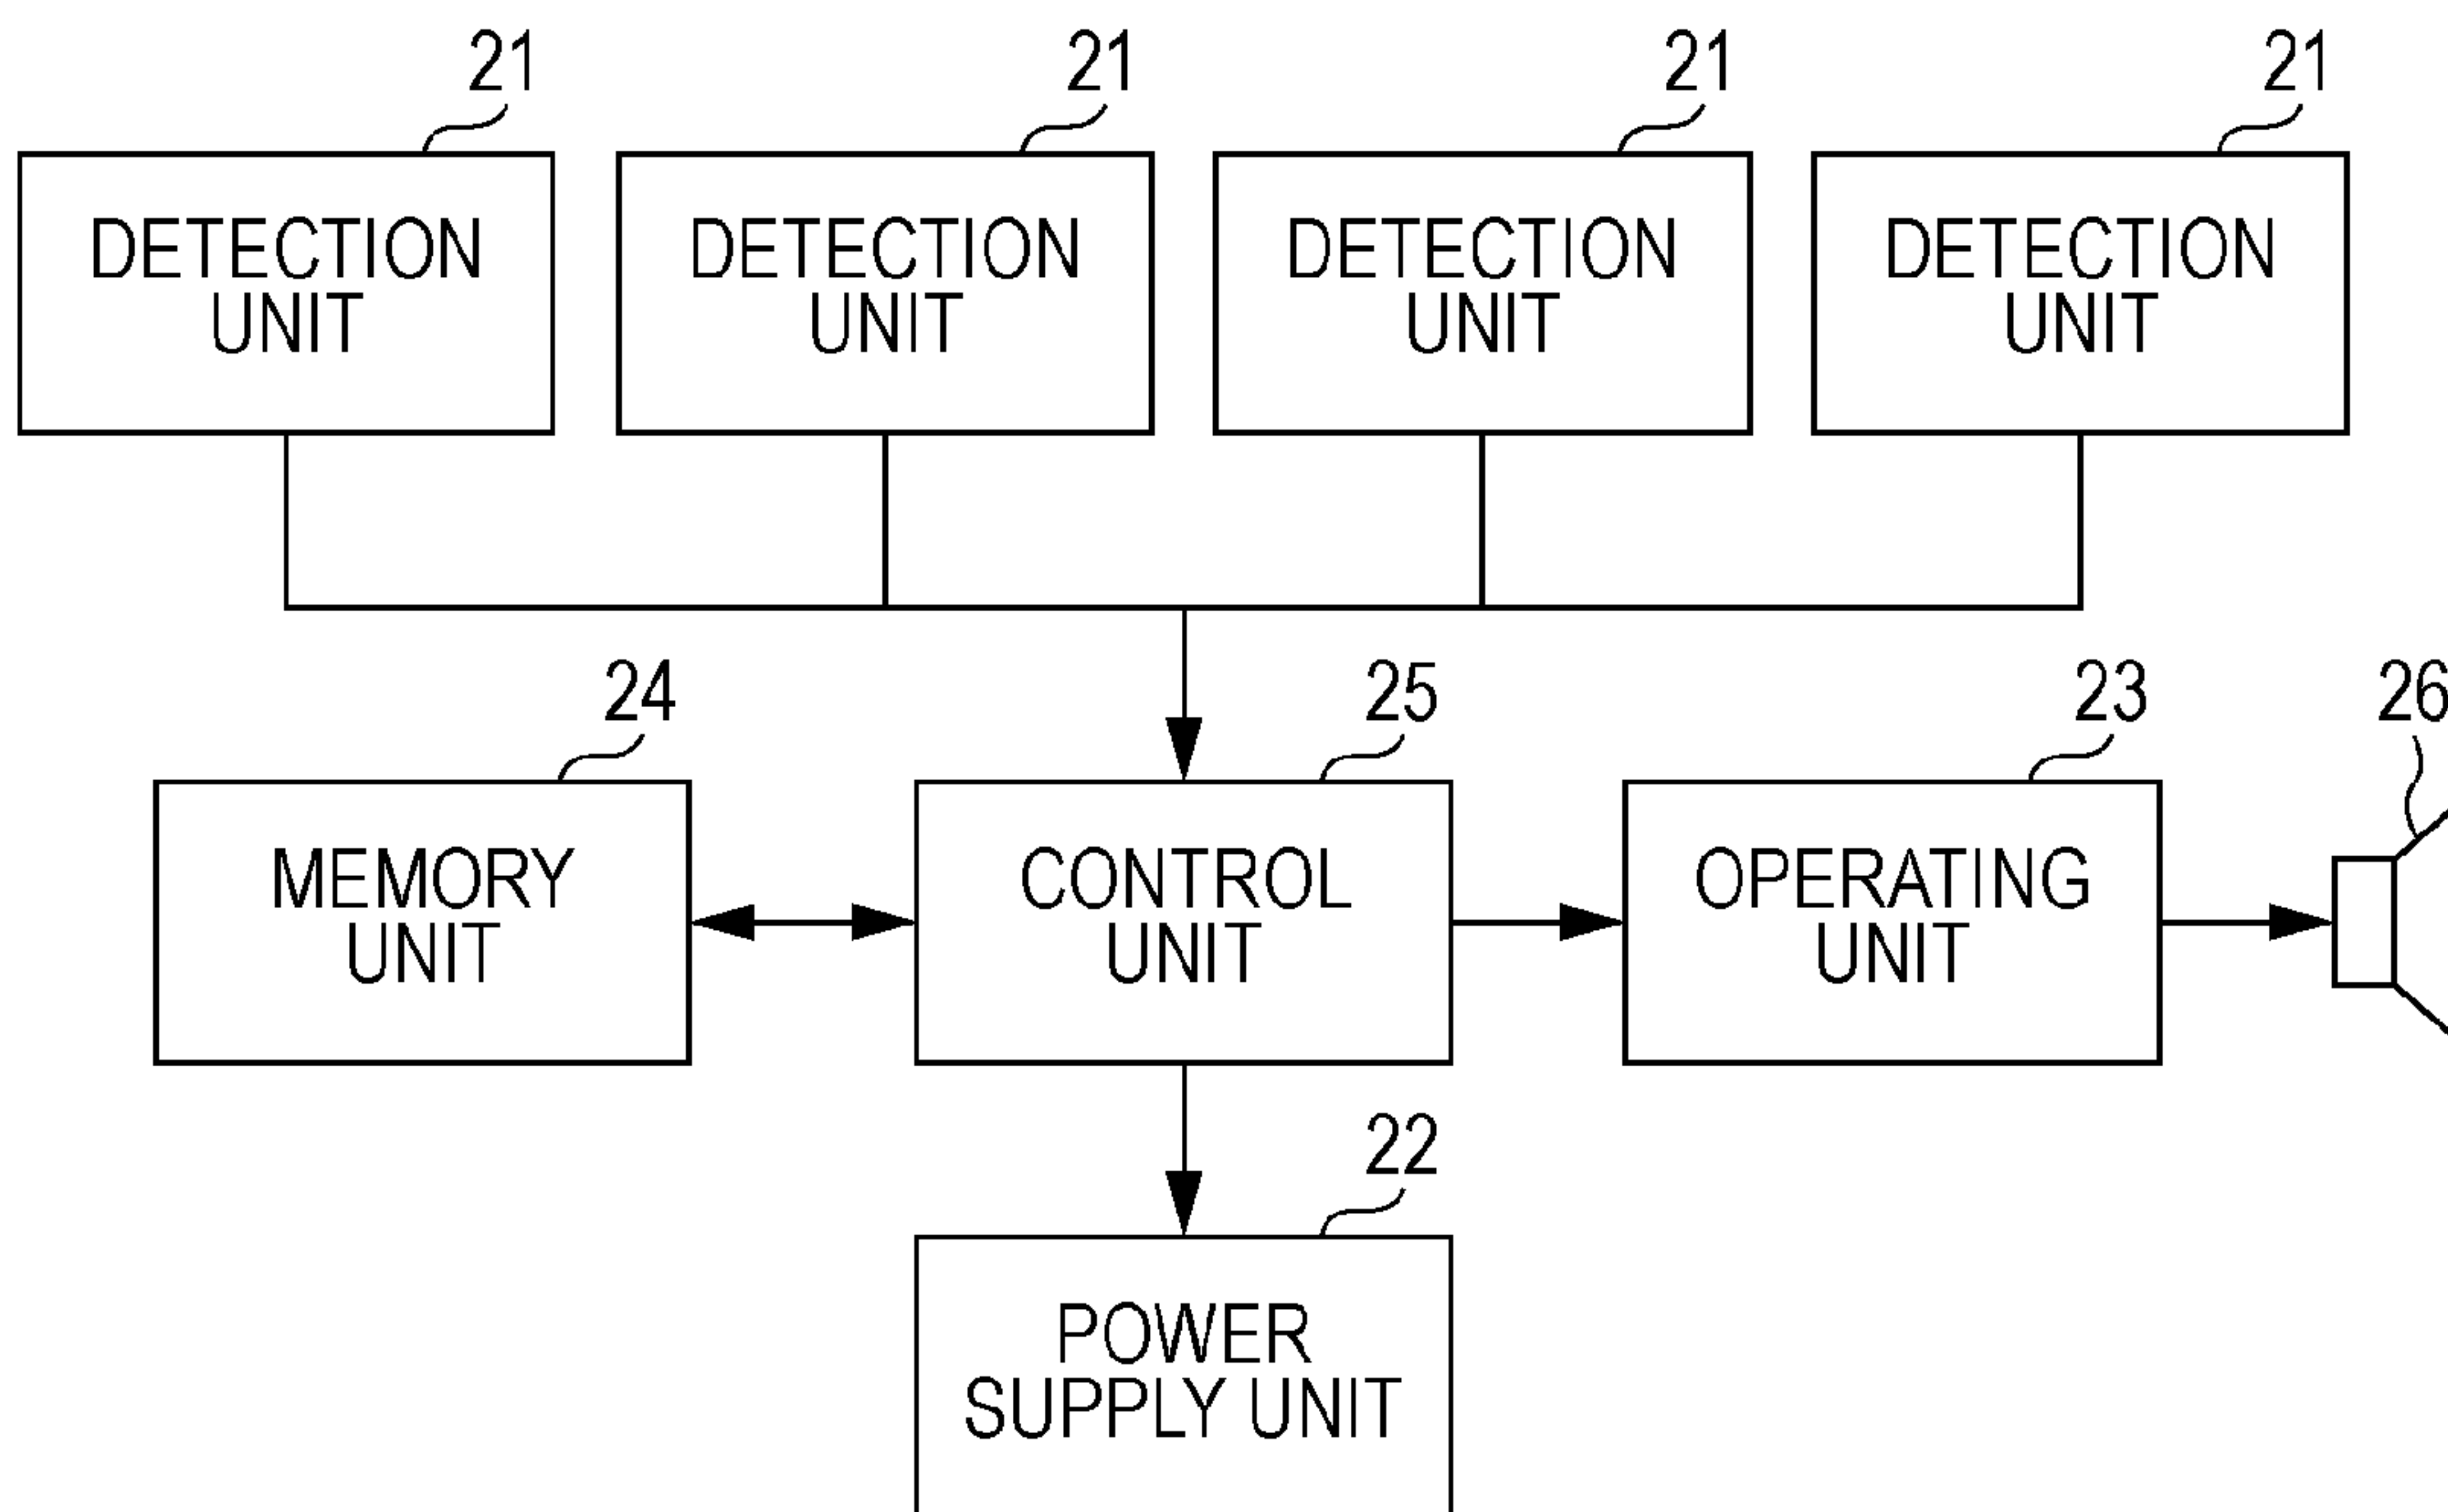 21 21 21 21
DETECTION DETECTION DETECTION DETECTION
UNIT UNIT UNIT UNIT
24 25 23 26
MEMORY CONTROL OPERATING
UNIT UNIT UNIT
22
POWER
SUPPLY UNIT